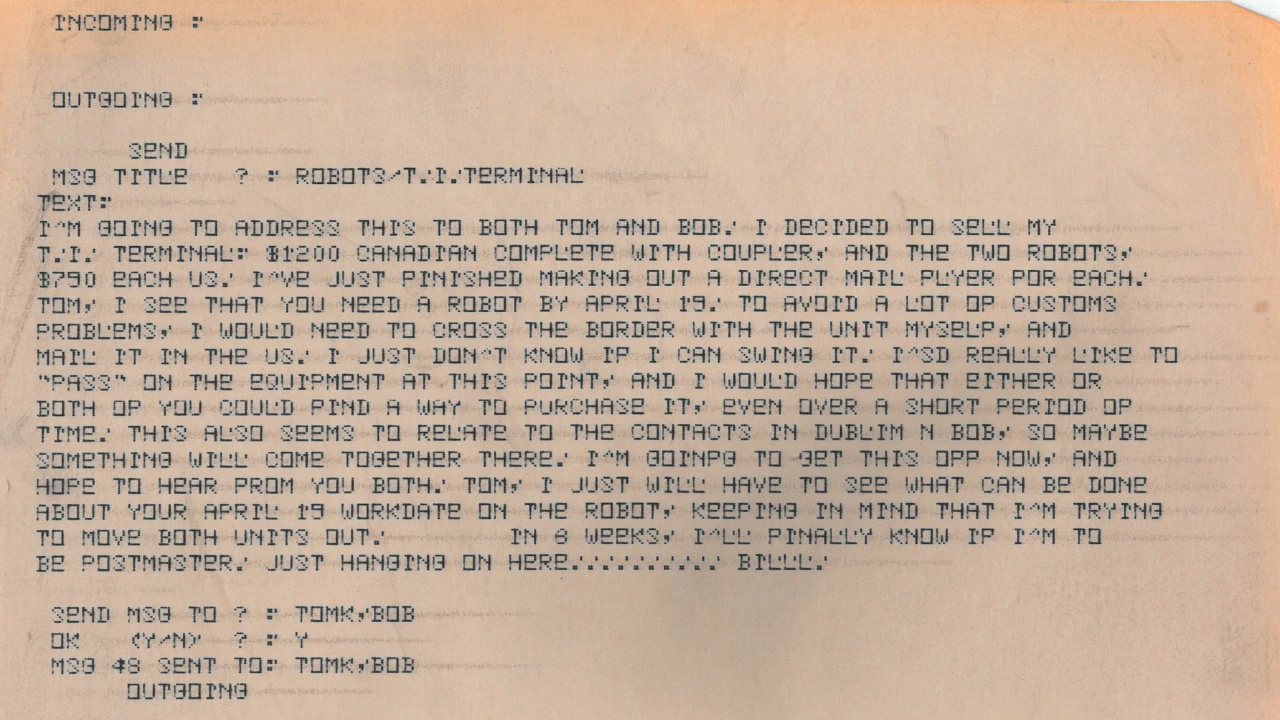 INCOMING :
OUTGOING :
SEND
MSG TITLE ? : ROBOTS/T.I.TERMINAL
TEXT:
I'M GOING TO ADDRESS THIS TO BOTH TOM AND BOB. I DECIDED TO SELL MY
T.I. TERMINAL: $1200 CANADIAN COMPLETE WITH COUPLER, AND THE TWO ROBOTS,
$790 EACH US. I'VE JUST FINISHED MAKING OUT A DIRECT MAIL FLYER FOR EACH.
TOM, I SEE THAT YOU NEED A ROBOT BY APRIL 19. TO AVOID A LOT OF CUSTOMS
PROBLEMS, I WOULD NEED TO CROSS THE BORDER WITH THE UNIT MYSELF, AND
MAIL IT IN THE US. I JUST DON'T KNOW IF I CAN SWING IT. I'SD REALLY LIKE TO
"PASS" ON THE EQUIPMENT AT THIS POINT, AND I WOULD HOPE THAT EITHER OR
BOTH OF YOU COULD FIND A WAY TO PURCHASE IT, EVEN OVER A SHORT PERIOD OF
TIME. THIS ALSO SEEMS TO RELATE TO THE CONTACTS IN DUBLIM N BOB, SO MAYBE
SOMETHING WILL COME TOGETHER THERE. I'M GOINFG TO GET THIS OFF NOW, AND
HOPE TO HEAR FROM YOU BOTH. TOM, I JUST WILL HAVE TO SEE WHAT CAN BE DONE
ABOUT YOUR APRIL 19 WORKDATE ON THE ROBOT, KEEPING IN MIND THAT I'M TRYING
TO MOVE BOTH UNITS OUT. IN 6 WEEKS, I'LL FINALLY KNOW IF I'M TO
BE POSTMASTER. JUST HANGING ON HERE.......... BILLL.
SEND MSG TO ? : TOMK,BOB
OK (Y/N) ? : Y
MSG #8 SENT TO: TOMK,BOB
OUTGOING